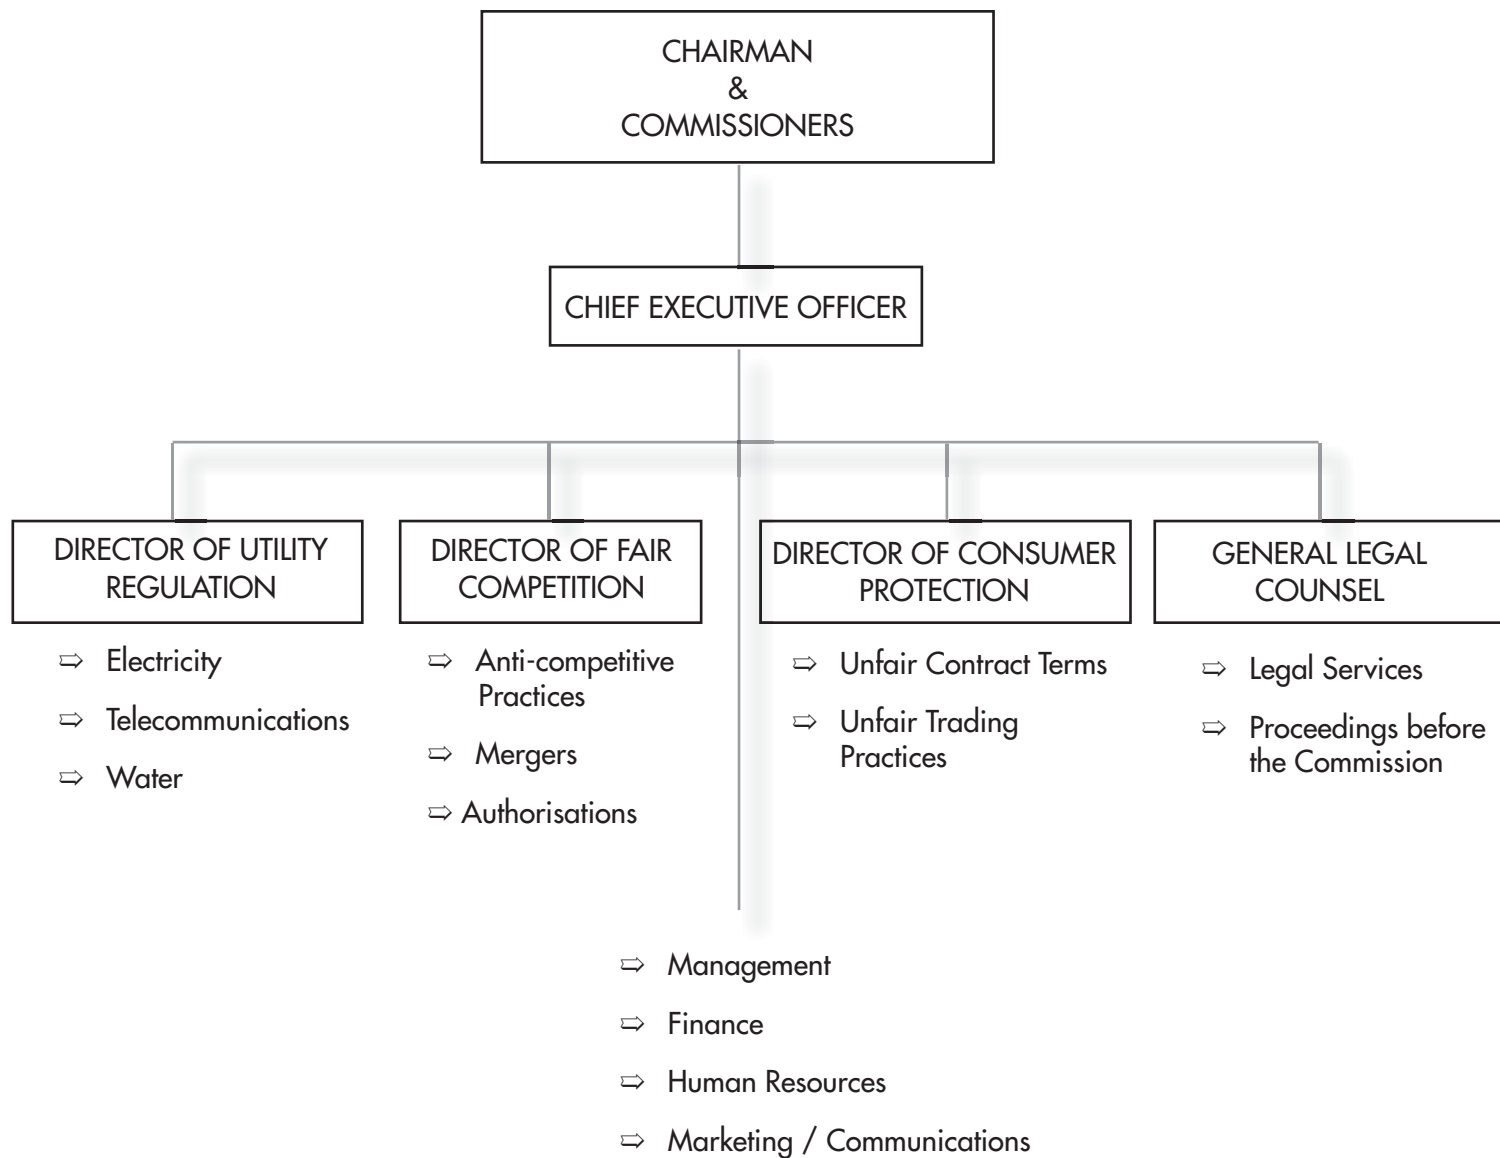 CHAIRMAN
&
COMMISSIONERS
CHIEF EXECUTIVE OFFICER
DIRECTOR OF UTILITY
REGULATION
Electricity
Telecommunications
Water
DIRECTOR OF FAIR
COMPETITION
Anti-competitive
Practices
Mergers
Authorisations
DIRECTOR OF CONSUMER
PROTECTION
Unfair Contract Terms
Unfair Trading
Practices
GENERAL LEGAL
COUNSEL
Legal Services
Proceedings before
the Commission
Management
Finance
Human Resources
Marketing / Communications